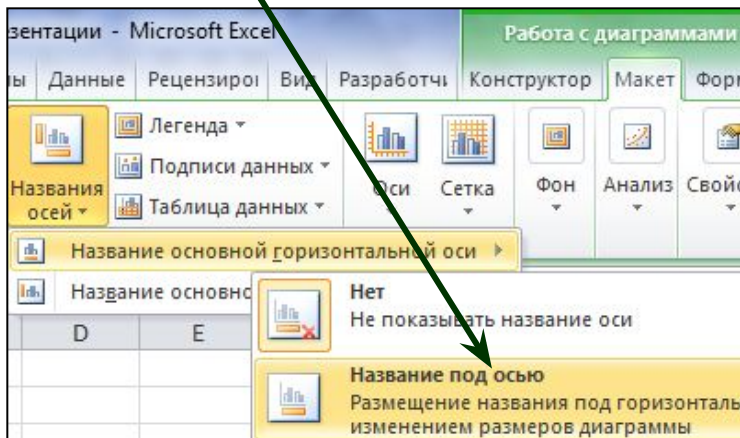 зентации - Microsoft Excel
Работа с диаграммами
Данные Рецензиро Вид Разработч Конструктор Макет Форм
Названия осей
Легенда
Подписи данных
Таблица данных
Оси
Сетка
Фон
Анализ
Свойс
Название основной горизонтальной оси
Название основно
Нет
Не показывать название оси
D E
Название под осью
Размещение названия под горизонталь
изменением размеров диаграммы